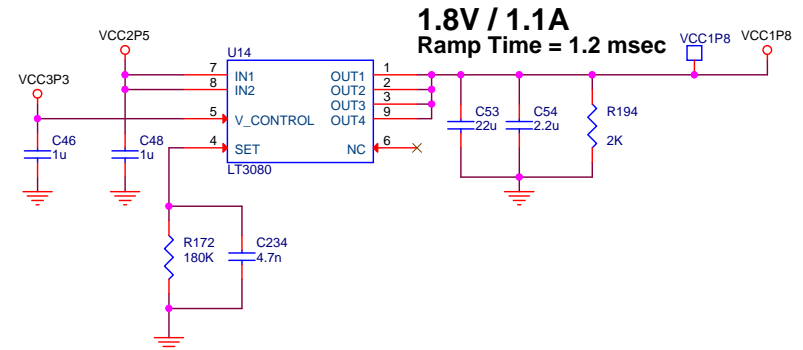 1.8V / 1.1A
Ramp Time = 1.2 msec
VCC2P5
VCC1P8
VCC1P8
VCC3P3
U14
7 IN1 OUT1 1
8 IN2 OUT2 2
OUT3 3
5 V_CONTROL OUT4 9
4 SET NC 6
LT3080
C46
1u
C48
1u
C53
22u
C54
2.2u
R194
2K
R172
180K
C234
4.7n